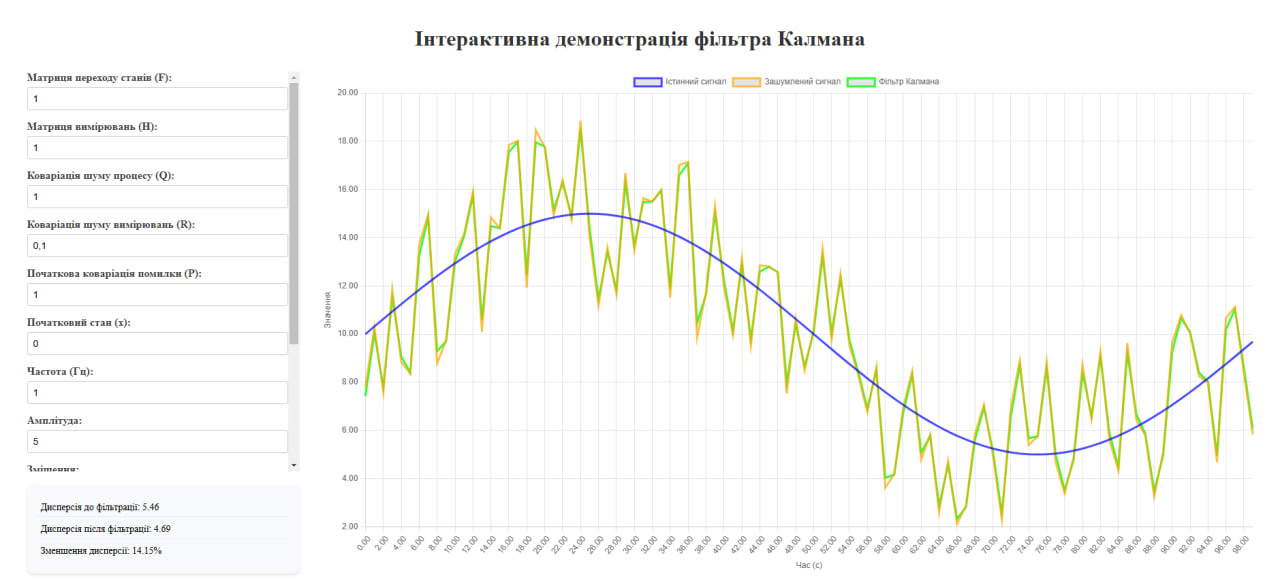 Інтерактивна демонстрація фільтра Калмана
Матриця переходу станів (F):
1
Матриця вимірювань (H):
1
Коваріація шуму процесу (Q):
1
Коваріація шуму вимірювань (R):
0,1
Початкова коваріація помилки (P):
1
Початковий стан (x):
0
Частота (Гц):
1
Амплітуда:
5
Зміщення:
Дисперсія до фільтрації: 5.46
Дисперсія після фільтрації: 4.69
Зменшення дисперсії: 14.15%
Істинний сигнал Зашумлений сигнал Фільтр Калмана
20.00
18.00
16.00
14.00
12.00
10.00
8.00
6.00
4.00
2.00
Значення
0.00 2.00 4.00 6.00 8.00 10.00 12.00 14.00 16.00 18.00 20.00 22.00 24.00 26.00 28.00 30.00 32.00 34.00 36.00 38.00 40.00 42.00 44.00 46.00 48.00 50.00 52.00 54.00 56.00 58.00 60.00 62.00 64.00 66.00 68.00 70.00 72.00 74.00 76.00 78.00 80.00 82.00 84.00 86.00 88.00 90.00 92.00 94.00 96.00 98.00
Час (с)